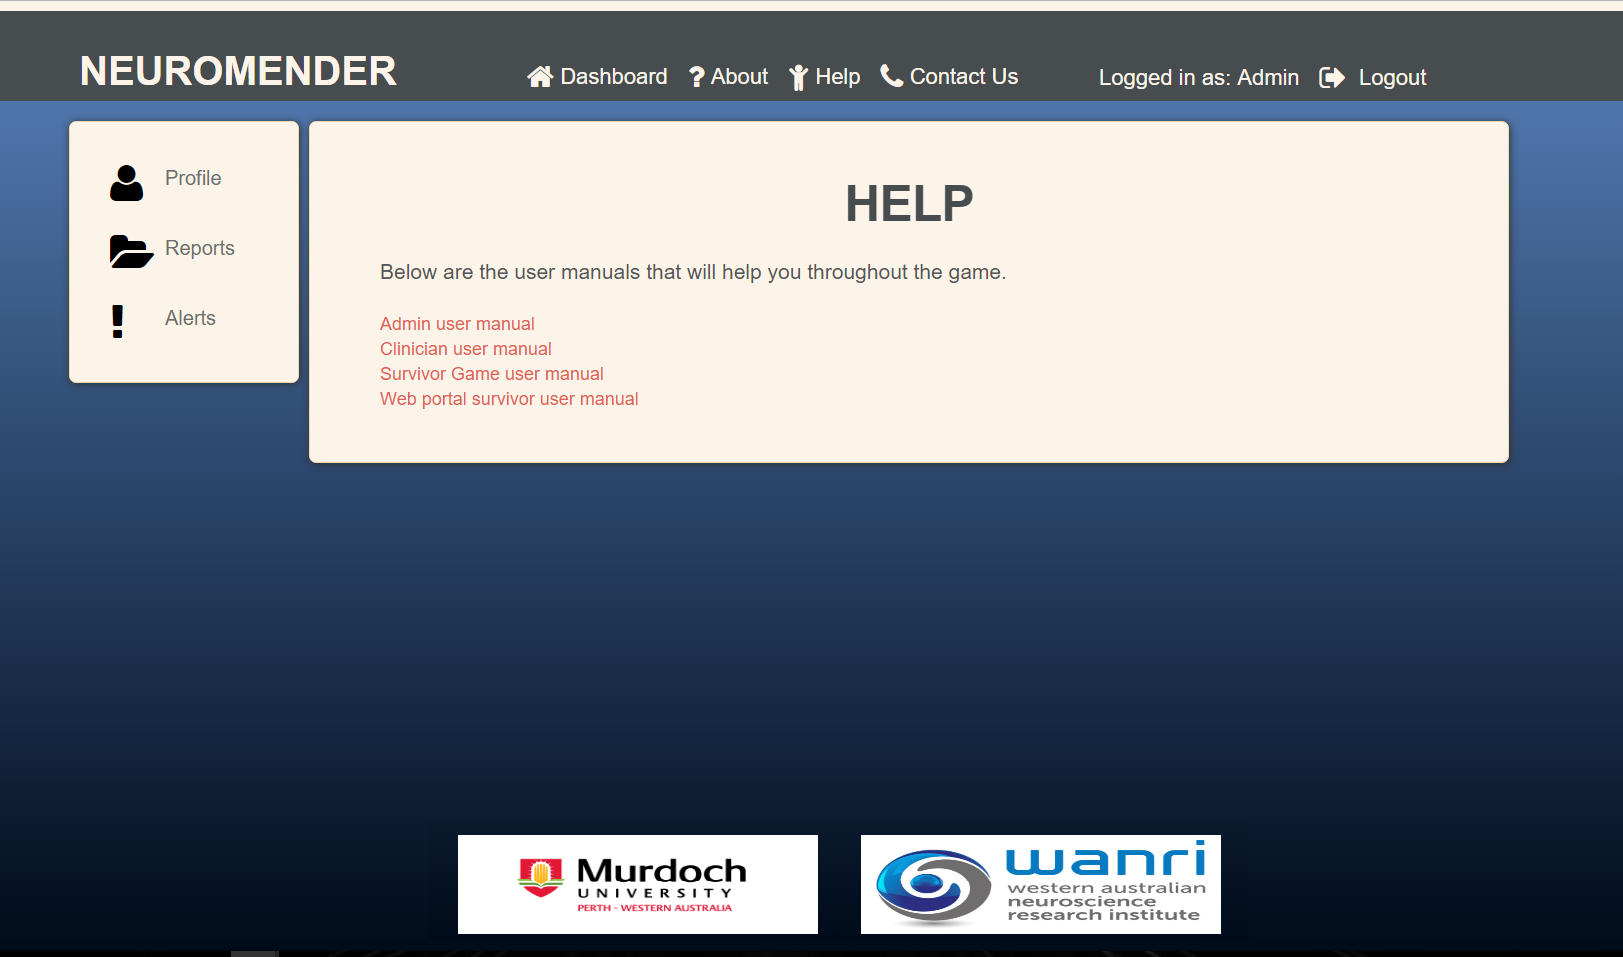 NEUROMENDER
Dashboard About Help Contact Us
Logged in as: Admin Logout
Profile
Reports
Alerts
HELP
Below are the user manuals that will help you throughout the game.
Admin user manual
Clinician user manual
Survivor Game user manual
Web portal survivor user manual
Murdoch
UNIVERSITY
PERTH - WESTERN AUSTRALIA
wanri
western australian
neuroscience
research institute